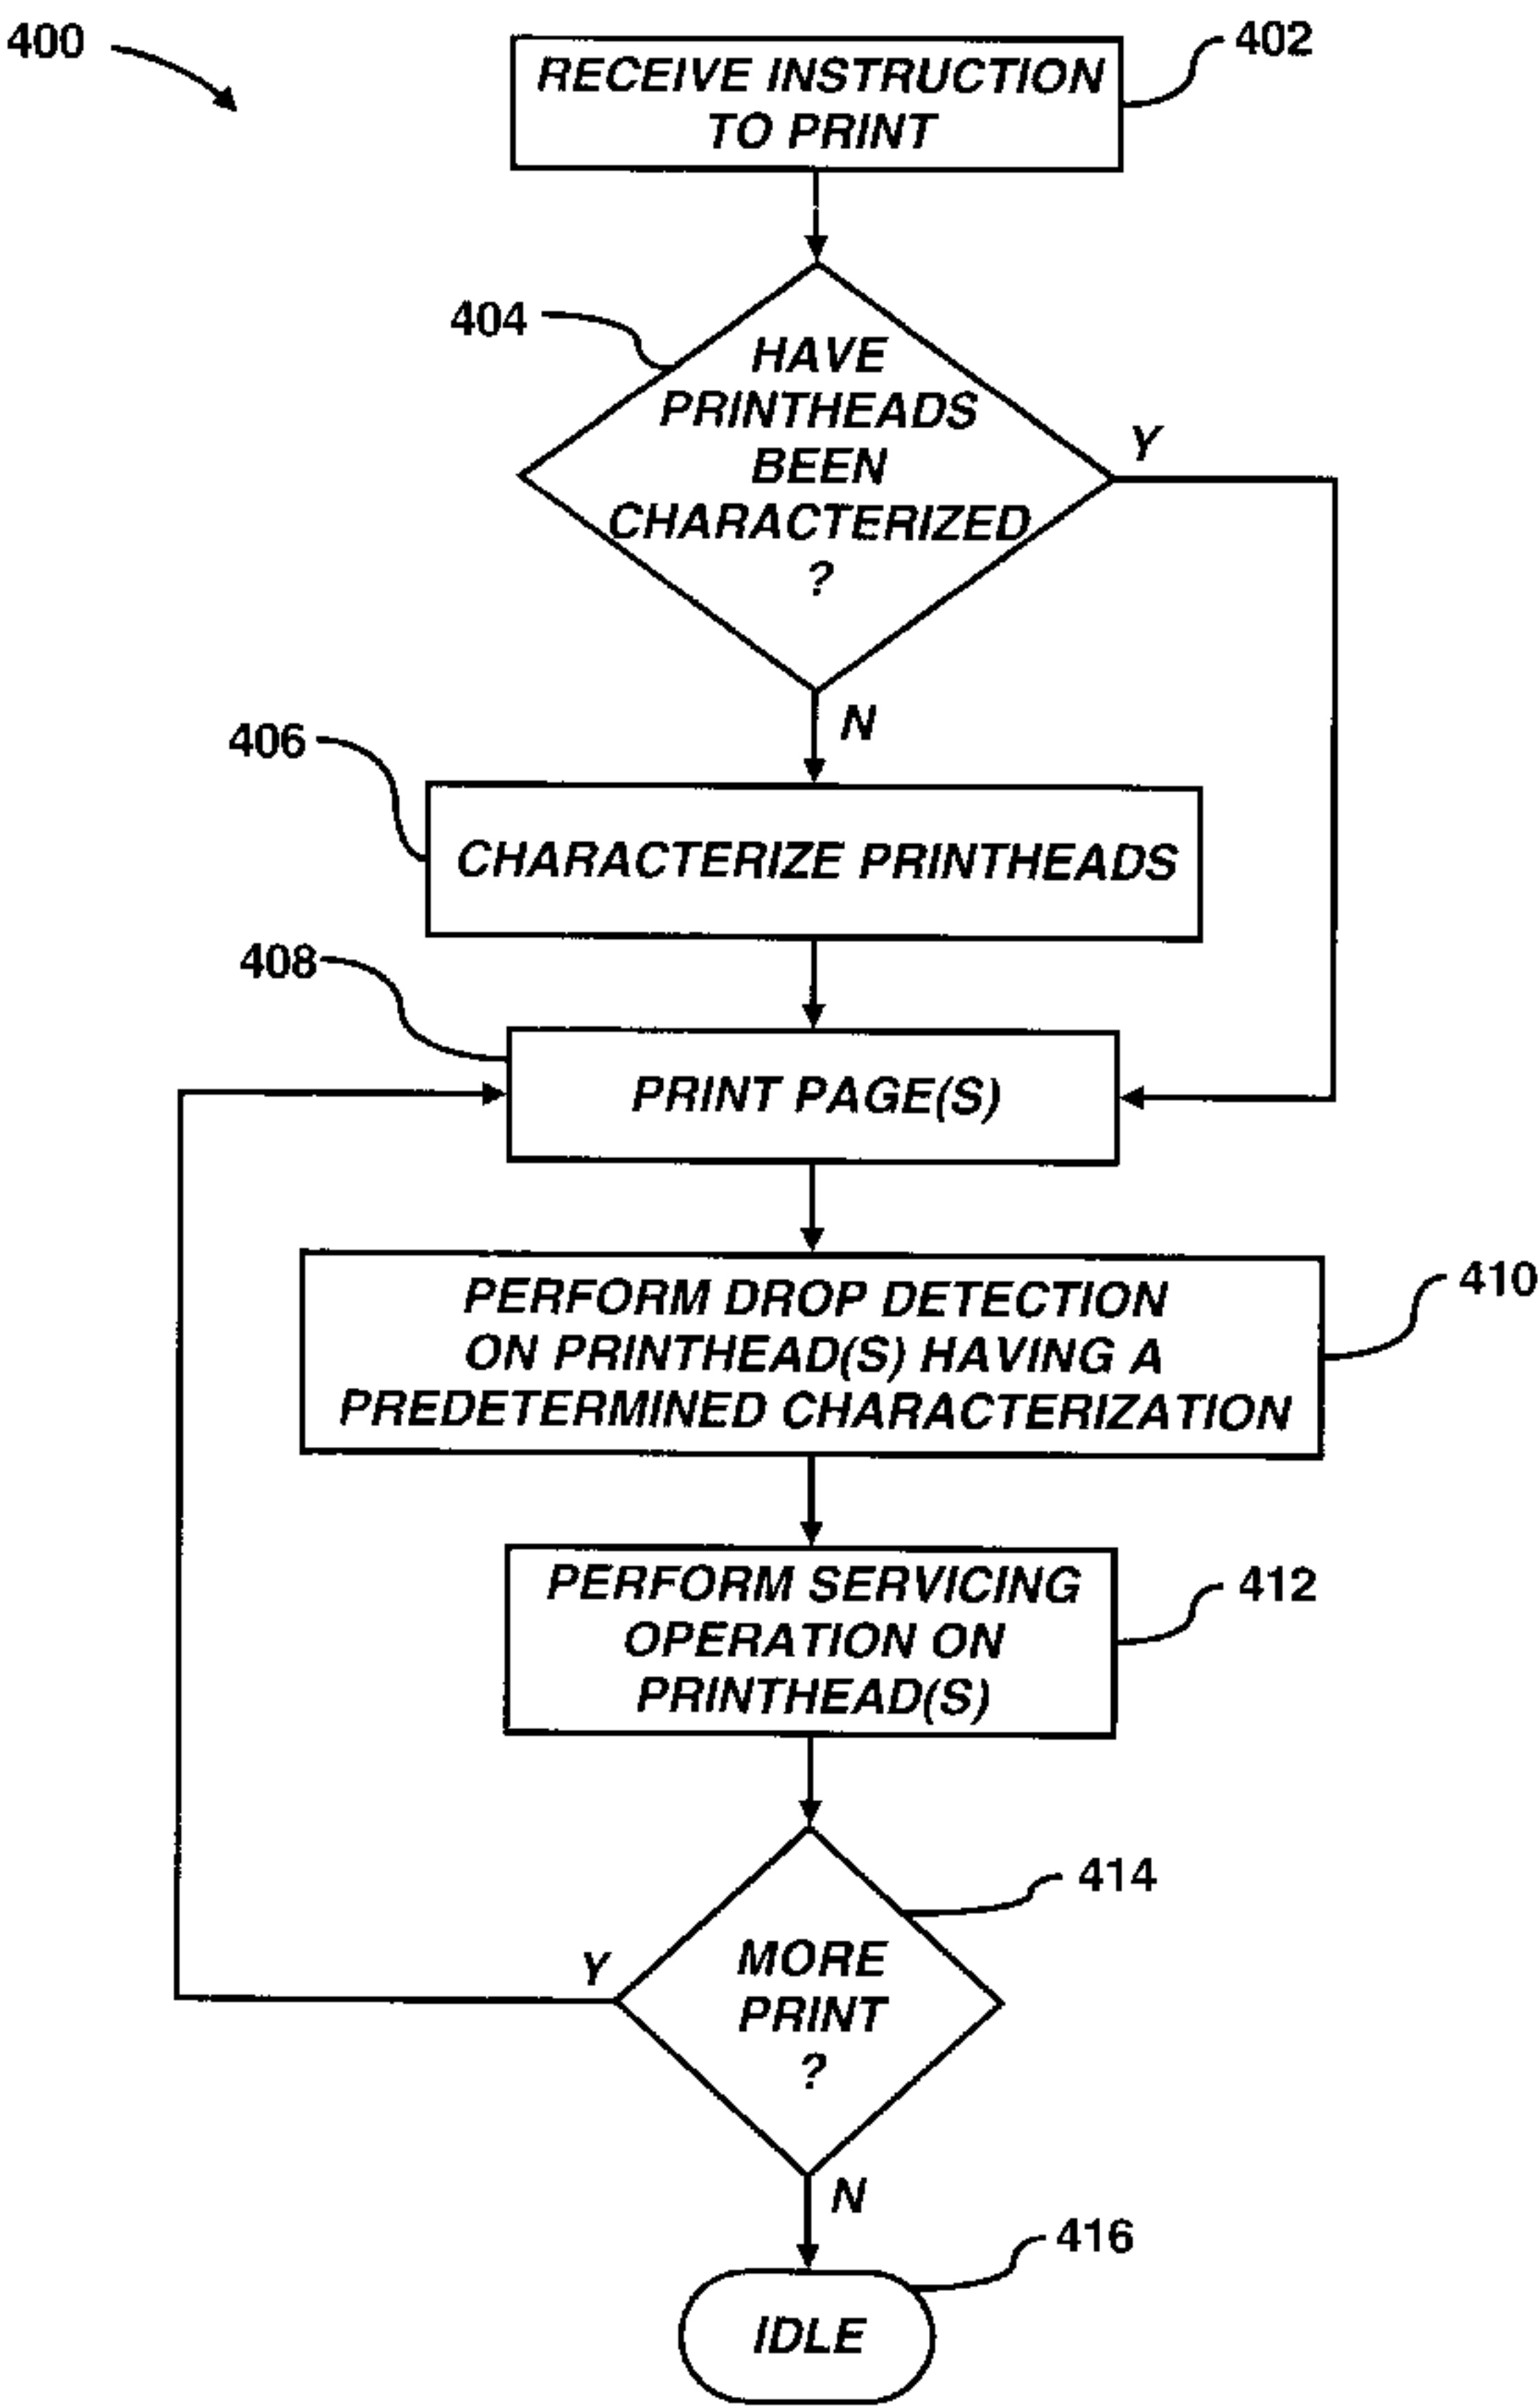 400
402
RECEIVE INSTRUCTION
TO PRINT
404
HAVE
PRINTHEADS
BEEN
CHARACTERIZED
?
Y
N
406
CHARACTERIZE PRINTHEADS
408
PRINT PAGE(S)
410
PERFORM DROP DETECTION
ON PRINTHEAD(S) HAVING A
PREDETERMINED CHARACTERIZATION
412
PERFORM SERVICING
OPERATION ON
PRINTHEAD(S)
414
MORE
PRINT
?
Y
N
416
IDLE